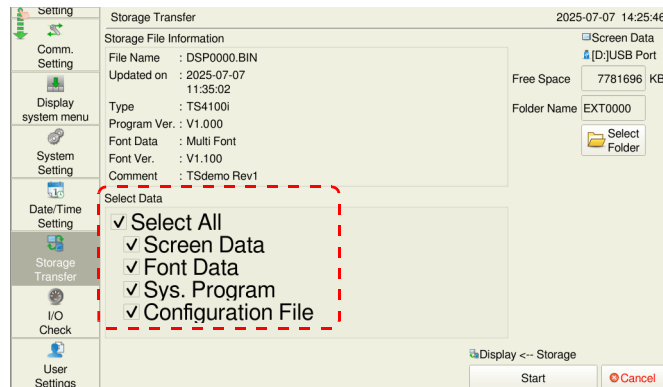 Setting
Comm.
Setting
Display
system menu
System
Setting
Date/Time
Setting
Storage
Transfer
I/O
Check
User
Settings
Storage Transfer
2025-07-07 14:25:46
Storage File Information
File Name : DSP0000.BIN
Updated on : 2025-07-07
11:35:02
Type : TS4100i
Program Ver. : V1.000
Font Data : Multi Font
Font Ver. : V1.100
Comment : TSdemo Rev1
Screen Data
[D:]USB Port
Free Space 7781696 KB
Folder Name EXT0000
Select
Folder
Select Data
Select All
Screen Data
Font Data
Sys. Program
Configuration File
Display <-- Storage
Start
Cancel